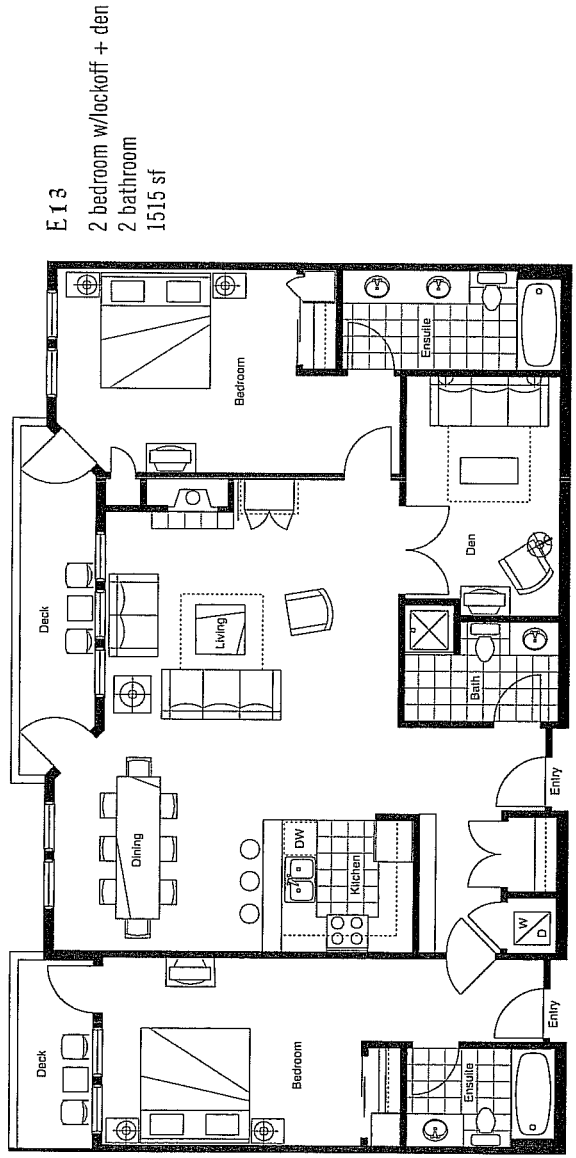 E13
2 bedroom w/lockoff + den
2 bathroom
1515 sf
Deck
Deck
Bedroom
Living
Dining
Ensuite
Den
Bath
Kitchen
DW
Entry
W
D
Bedroom
Ensuite
Entry